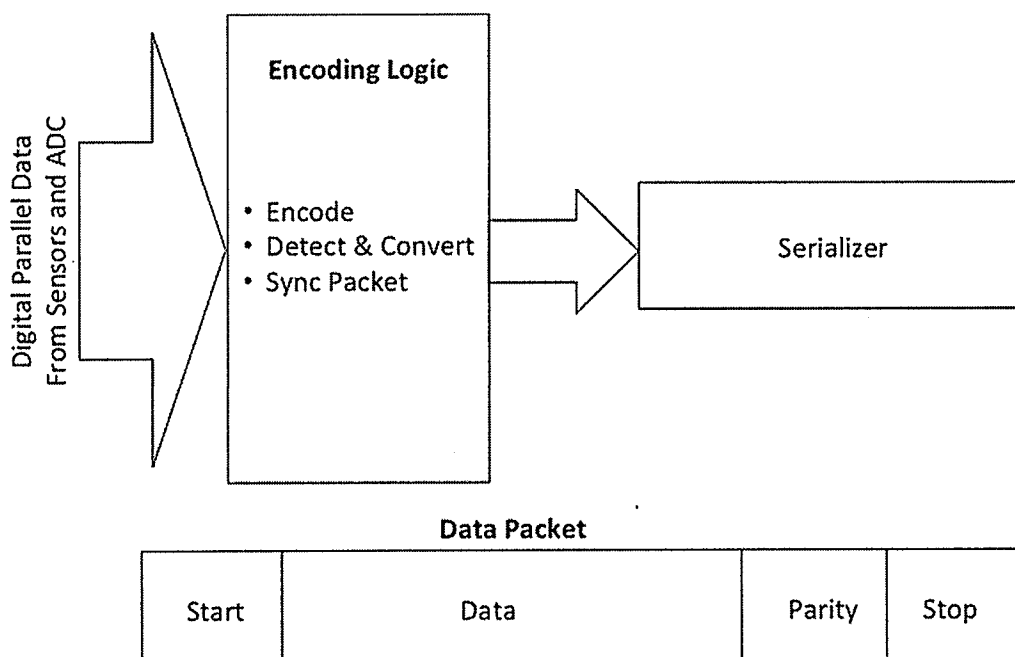 Digital Parallel Data
From Sensors and ADC
Encoding Logic
• Encode
• Detect & Convert
• Sync Packet
Serializer
Data Packet
Start
Data
Parity
Stop